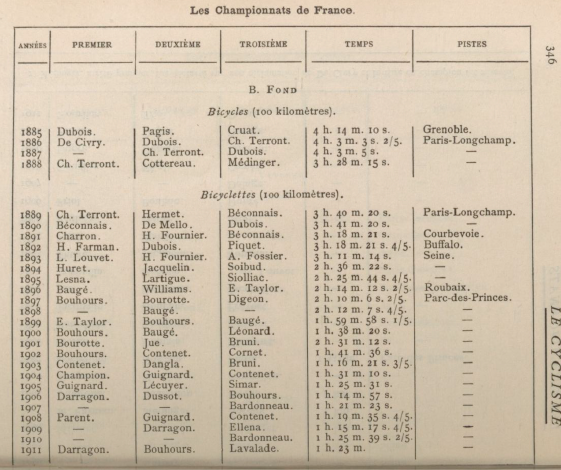 Les Championnats de France.
346
ANNÉES PREMIER DEUXIÈME TROISIÈME TEMPS PISTES
B. FOND
Bicycles (100 kilomètres).
1885 Dubois. Pagis. Cruat. 4 h. 14 m. 10 s. Grenoble.
1886 De Civry. Dubois. Ch. Terront. 4 h. 3 m. 3 s. 2/5. Paris-Longchamp.
1887 — Ch. Terront. Dubois. 4 h. 3 m. 5 s. —
1888 Ch. Terront. Cottereau. Médinger. 3 h. 28 m. 15 s. —
Bicyclettes (100 kilomètres).
1889 Ch. Terront. Hermet. Béconnais. 3 h. 40 m. 20 s. Paris-Longchamp.
1890 Béconnais. De Mello. Dubois. 3 h. 41 m. 20 s. —
1891 Charron. H. Fournier. Béconnais. 3 h. 18 m. 21 s. Courbevoie.
1892 H. Farman. Dubois. Piquet. 3 h. 18 m. 21 s. 4/5. Buffalo.
1893 L. Louvet. H. Fournier. A. Fossier. 3 h. 11 m. 14 s. Seine.
1894 Huret. Jacquelin. Soibud. 2 h. 36 m. 22 s. —
1895 Lesna. Lartigue. Siolliac. 2 h. 25 m. 44 s. 4/5. —
1896 Baugé. Williams. E. Taylor. 2 h. 14 m. 12 s. 2/5. Roubaix.
1897 Bouhours. Bourotte. Digeon. 2 h. 10 m. 6 s. 2/5. Parc-des-Princes.
1898 — Baugé. — 2 h. 12 m. 7 s. 4/5. —
1899 E. Taylor. Bouhours. Baugé. 1 h. 59 m. 58 s. 1/5. —
1900 Bouhours. Baugé. Léonard. 1 h. 38 m. 20 s. —
1901 Bourotte. Jue. Bruni. 2 h. 31 m. 12 s. —
1902 Bouhours. Contenet. Cornet. 1 h. 41 m. 36 s. —
1903 Contenet. Dangla. Bruni. 1 h. 16 m. 21 s. 3/5. —
1904 Champion. Guignard. Contenet. 1 h. 31 m. 10 s. —
1905 Guignard. Lécuyer. Simar. 1 h. 25 m. 31 s. —
1906 Darragon. Dussot. Bouhours. 1 h. 14 m. 57 s. —
1907 — — Bardonneau. 1 h. 21 m. 23 s. —
1908 Parent. Guignard. Contenet. 1 h. 19 m. 35 s. 4/5. —
1909 — Darragon. Ellena. 1 h. 15 m. 17 s. 4/5. —
1910 — — Bardonneau. 1 h. 25 m. 39 s. 2/5. —
1911 Darragon. Bouhours. Lavalade. 1 h. 23 m. —
LE CYCLISME